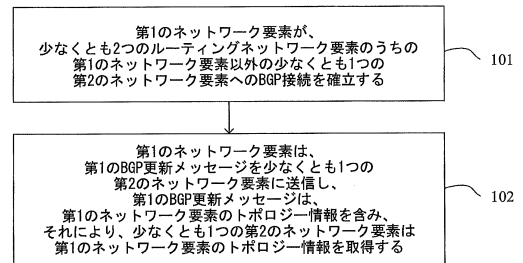 第1のネットワーク要素が、
少なくとも2つのルーティングネットワーク要素のうちの
第1のネットワーク要素以外の少なくとも1つの
第2のネットワーク要素へのBGP接続を確立する
101
第1のネットワーク要素は、
第1のBGP更新メッセージを少なくとも1つの
第2のネットワーク要素に送信し、
第1のBGP更新メッセージは、
第1のネットワーク要素のトポロジー情報を含み、
それにより、少なくとも1つの第2のネットワーク要素は
第1のネットワーク要素のトポロジー情報を取得する
102